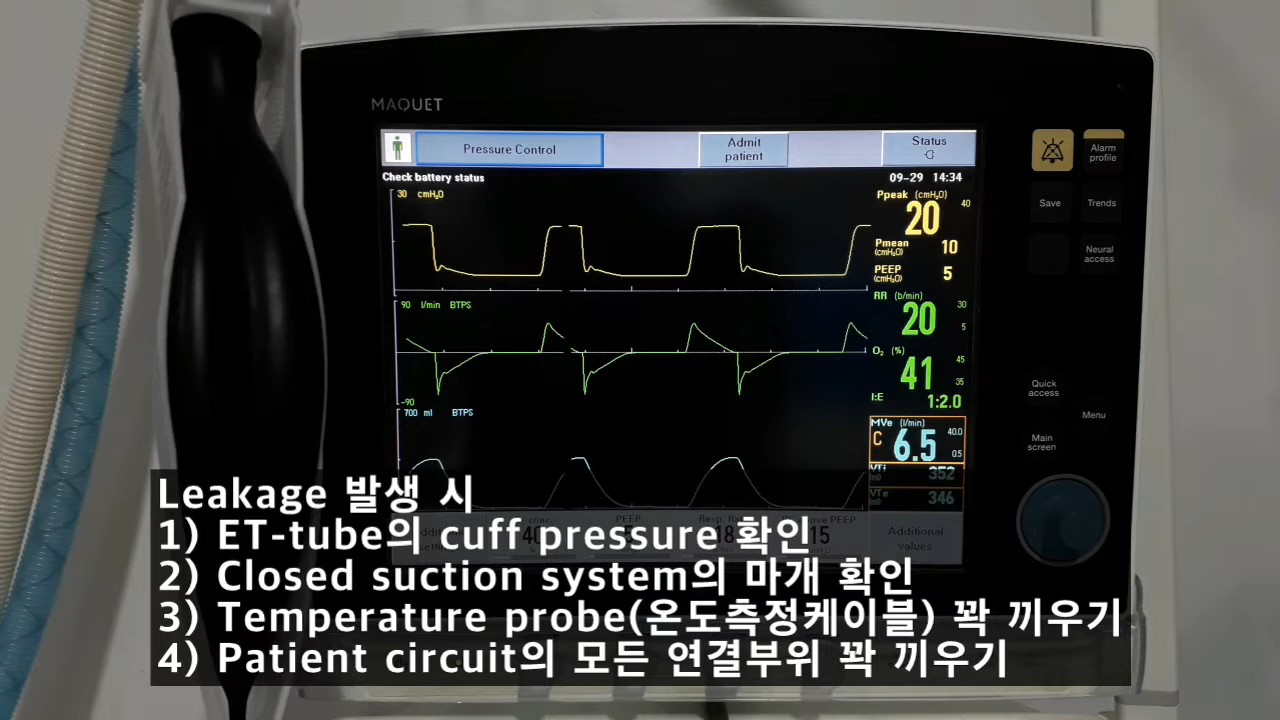 MAQUET
Pressure Control
Admit patient
Status
Check battery status
09-29 14:34
30 cmH₂O
Ppeak (cmH₂O)
40
20
Pmean (cmH₂O) 10
PEEP (cmH₂O) 5
90 l/min BTPS
RR (b/min)
30
20
5
O₂ (%)
45
41
35
-90
I:E 1:2.0
700 ml BTPS
MVe (l/min)
40.0
C 6.5
0.5
VTi (ml) 352
VTe (ml) 346
Additional values
Alarm profile
Save
Trends
Neural access
Quick access
Menu
Main screen
Leakage 발생 시
1) ET-tube의 cuff pressure 확인
2) Closed suction system의 마개 확인
3) Temperature probe(온도측정케이블) 꽉 끼우기
4) Patient circuit의 모든 연결부위 꽉 끼우기